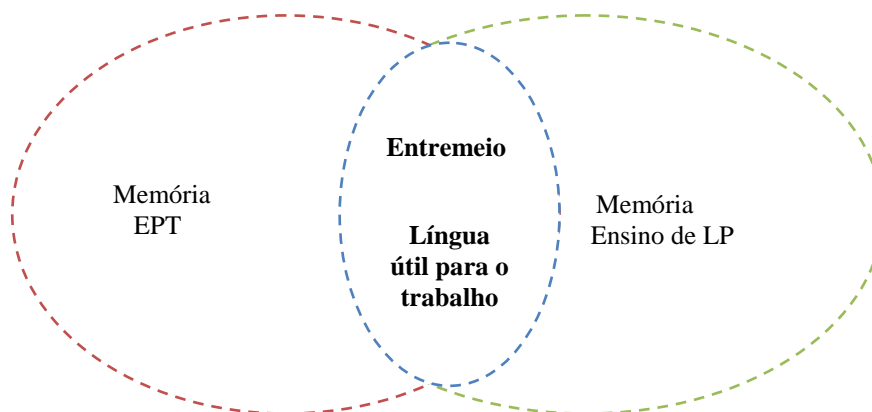 Memória
EPT
Entremeio
Língua
útil para o
trabalho
Memória
Ensino de LP